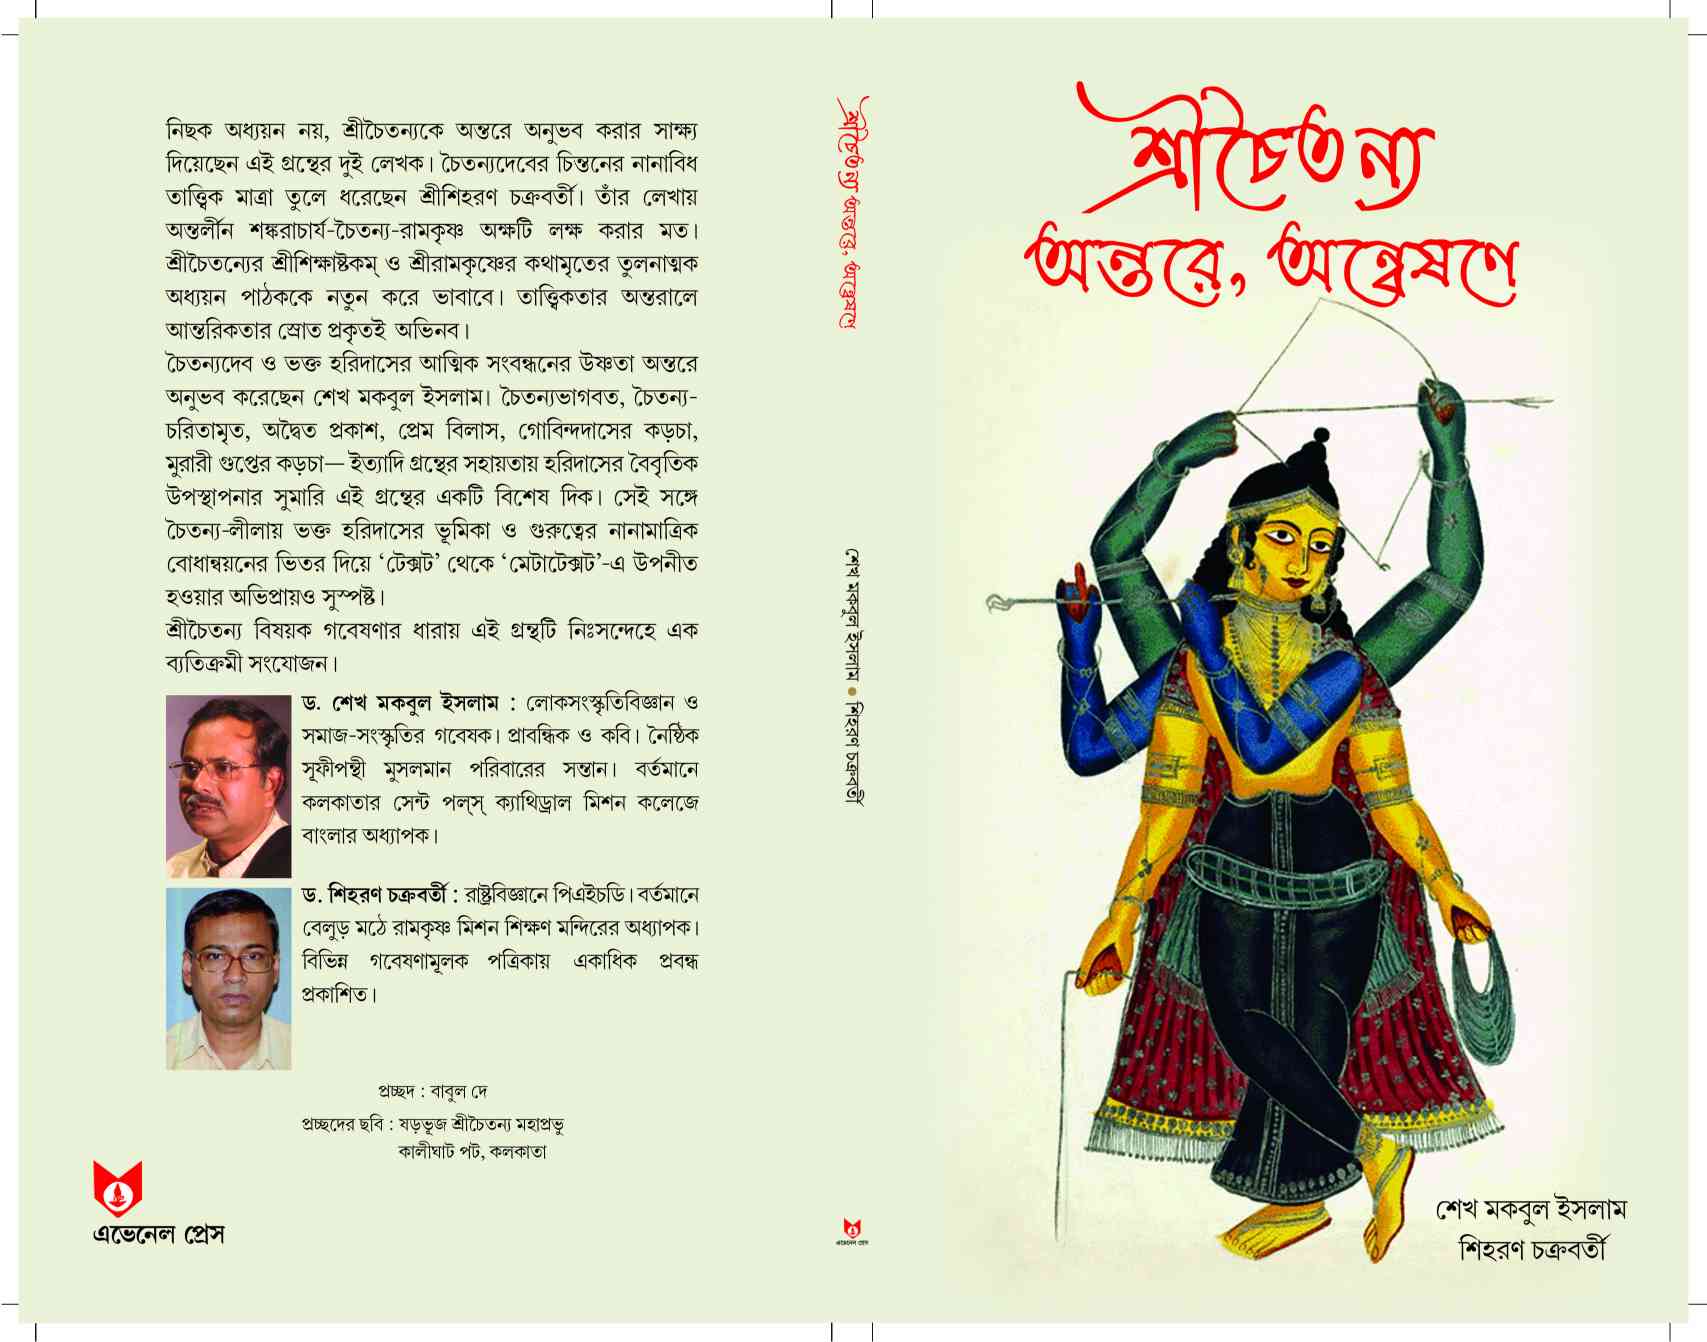 নিছক অধ্যয়ন নয়, শ্রীচৈতন্যকে অন্তরে অনুভব করার সাক্ষ্য
দিয়েছেন এই গ্রন্থের দুই লেখক। চৈতন্যদেবের চিন্তনের নানাবিধ
তাত্ত্বিক মাত্রা তুলে ধরেছেন শ্রীশিহরণ চক্রবর্তী। তাঁর লেখায়
অন্তর্লীন শঙ্করাচার্য-চৈতন্য-রামকৃষ্ণ অক্ষটি লক্ষ করার মত।
শ্রীচৈতন্যের শ্রীশিক্ষাষ্টকম্ ও শ্রীরামকৃষ্ণের কথামৃতের তুলনাত্মক
অধ্যয়ন পাঠককে নতুন করে ভাবাবে। তাত্ত্বিকতার অন্তরালে
আন্তরিকতার স্রোত প্রকৃতই অভিনব।
চৈতন্যদেব ও ভক্ত হরিদাসের আত্মিক সংবন্ধনের উষ্ণতা অন্তরে
অনুভব করেছেন শেখ মকবুল ইসলাম। চৈতন্যভাগবত, চৈতন্য-
চরিতামৃত, অদ্বৈত প্রকাশ, প্রেম বিলাস, গোবিন্দদাসের কড়চা,
মুরারী গুপ্তের কড়চা— ইত্যাদি গ্রন্থের সহায়তায় হরিদাসের বৈবৃতিক
উপস্থাপনার সুমারি এই গ্রন্থের একটি বিশেষ দিক। সেই সঙ্গে
চৈতন্য-লীলায় ভক্ত হরিদাসের ভূমিকা ও গুরুত্বের নানামাত্রিক
বোধান্বয়নের ভিতর দিয়ে ‘টেক্সট’ থেকে ‘মেটাটেক্সট’-এ উপনীত
হওয়ার অভিপ্রায়ও সুস্পষ্ট।
শ্রীচৈতন্য বিষয়ক গবেষণার ধারায় এই গ্রন্থটি নিঃসন্দেহে এক
ব্যতিক্রমী সংযোজন।
ড. শেখ মকবুল ইসলাম : লোকসংস্কৃতিবিজ্ঞান ও
সমাজ-সংস্কৃতির গবেষক। প্রাবন্ধিক ও কবি। নৈষ্ঠিক
সূফীপন্থী মুসলমান পরিবারের সন্তান। বর্তমানে
কলকাতার সেন্ট পল্‌স্ ক্যাথিড্রাল মিশন কলেজে
বাংলার অধ্যাপক।
ড. শিহরণ চক্রবর্তী : রাষ্ট্রবিজ্ঞানে পিএইচডি। বর্তমানে
বেলুড় মঠে রামকৃষ্ণ মিশন শিক্ষণ মন্দিরের অধ্যাপক।
বিভিন্ন গবেষণামূলক পত্রিকায় একাধিক প্রবন্ধ
প্রকাশিত।
প্রচ্ছদ : বাবুল দে
প্রচ্ছদের ছবি : ষড়ভূজ শ্রীচৈতন্য মহাপ্রভু
কালীঘাট পট, কলকাতা
এভেনেল প্রেস
শ্রীচৈতন্য অন্তরে, অন্বেষণে
শেখ মকবুল ইসলাম ● শিহরণ চক্রবর্তী
এভেনেল প্রেস
শ্রীচৈতন্য
অন্তরে, অন্বেষণে
শেখ মকবুল ইসলাম
শিহরণ চক্রবর্তী